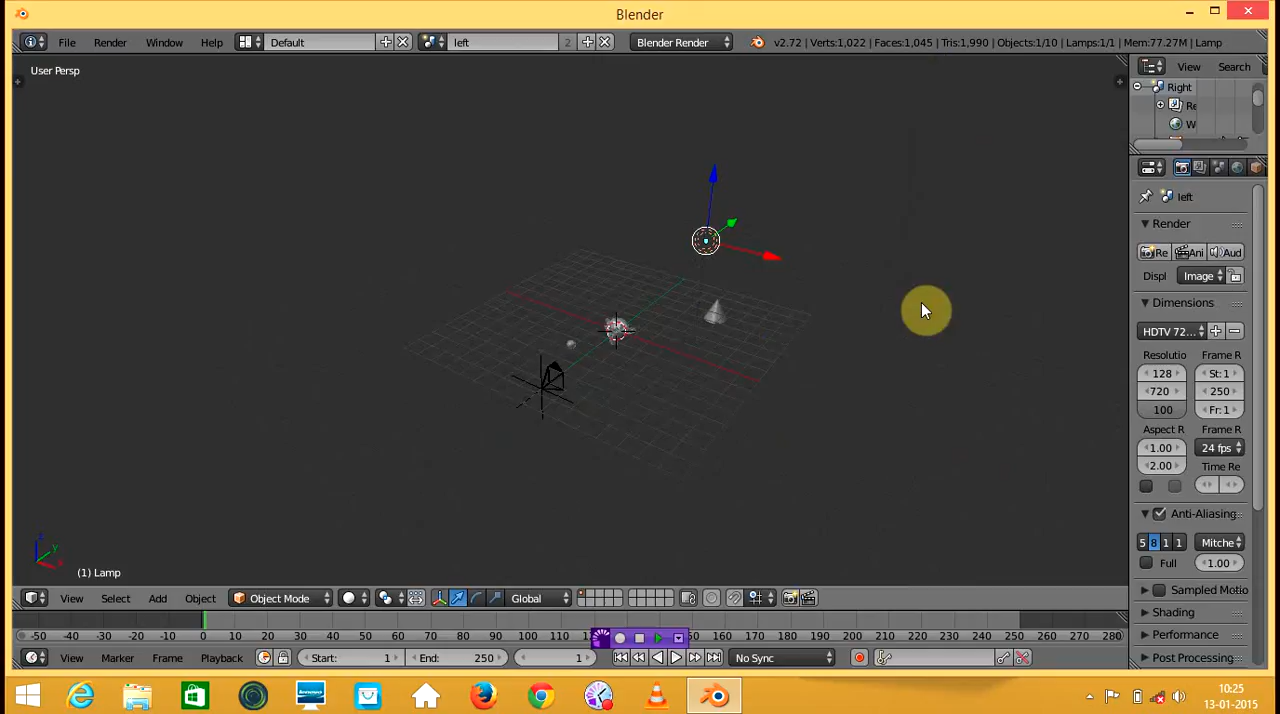 Blender
File Render Window Help Default left 2 Blender Render v2.72 | Verts:1,022 | Faces:1,045 | Tris:1,990 | Objects:1/10 | Lamps:1/1 | Mem:77.27M | Lamp
User Persp
View Search
Right
Re
W
left
Render
Re Ani Aud
Displ Image
Dimensions
HDTV 72...
Resolutio Frame R
128 St:1
720 250
100 Fr:1
Aspect R Frame R
1.00 24 fps
2.00 Time Re
Anti-Aliasing
5 8 1 1 Mitche
Full 1.00
Sampled Motio
Shading
Performance
Post Processing
z
y
x
(1) Lamp
View Select Add Object Object Mode Global
-50 -40 -30 -20 -10 0 10 20 30 40 50 60 70 80 90 100 110 50 160 170 180 190 200 210 220 230 240 250 260 270 280
View Marker Frame Playback Start: 1 End: 250 1 No Sync
lenovo
10:25
13-01-2015